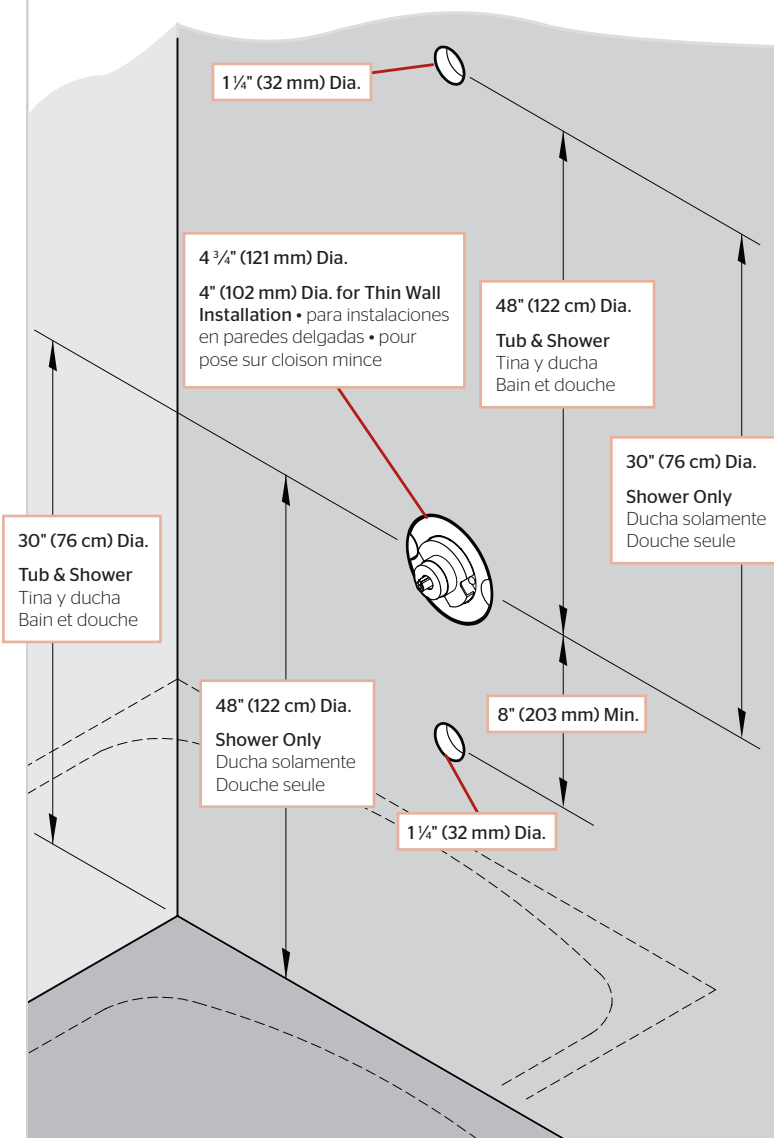 1 ¼" (32 mm) Dia.
4 ¾" (121 mm) Dia.
4" (102 mm) Dia. for Thin Wall
Installation • para instalaciones
en paredes delgadas • pour
pose sur cloison mince
48" (122 cm) Dia.
Tub & Shower
Tina y ducha
Bain et douche
30" (76 cm) Dia.
Shower Only
Ducha solamente
Douche seule
30" (76 cm) Dia.
Tub & Shower
Tina y ducha
Bain et douche
48" (122 cm) Dia.
Shower Only
Ducha solamente
Douche seule
8" (203 mm) Min.
1 ¼" (32 mm) Dia.